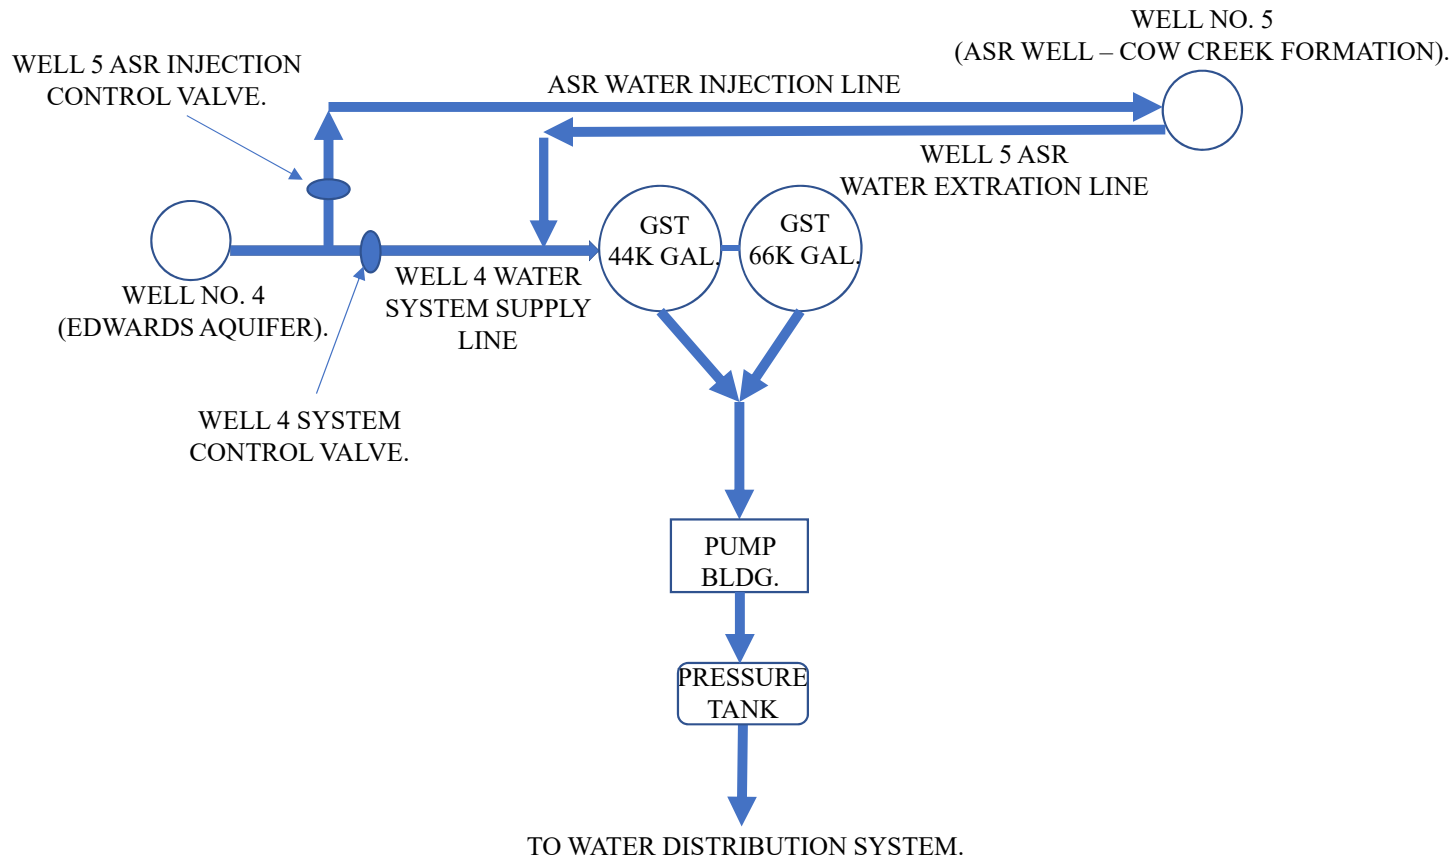 WELL NO. 5
(ASR WELL – COW CREEK FORMATION).
WELL 5 ASR INJECTION
CONTROL VALVE.
ASR WATER INJECTION LINE
WELL 5 ASR
WATER EXTRATION LINE
GST
44K GAL.
GST
66K GAL.
WELL NO. 4
(EDWARDS AQUIFER).
WELL 4 WATER
SYSTEM SUPPLY
LINE
WELL 4 SYSTEM
CONTROL VALVE.
PUMP
BLDG.
PRESSURE
TANK
TO WATER DISTRIBUTION SYSTEM.